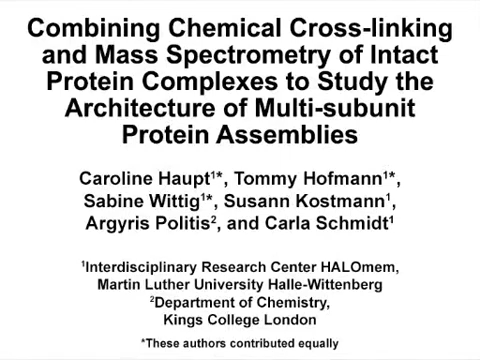 Combining Chemical Cross-linking
and Mass Spectrometry of Intact
Protein Complexes to Study the
Architecture of Multi-subunit
Protein Assemblies
Caroline Haupt¹*, Tommy Hofmann¹*,
Sabine Wittig¹*, Susann Kostmann¹,
Argyris Politis², and Carla Schmidt¹
¹Interdisciplinary Research Center HALOmem,
Martin Luther University Halle-Wittenberg
²Department of Chemistry,
Kings College London
*These authors contributed equally